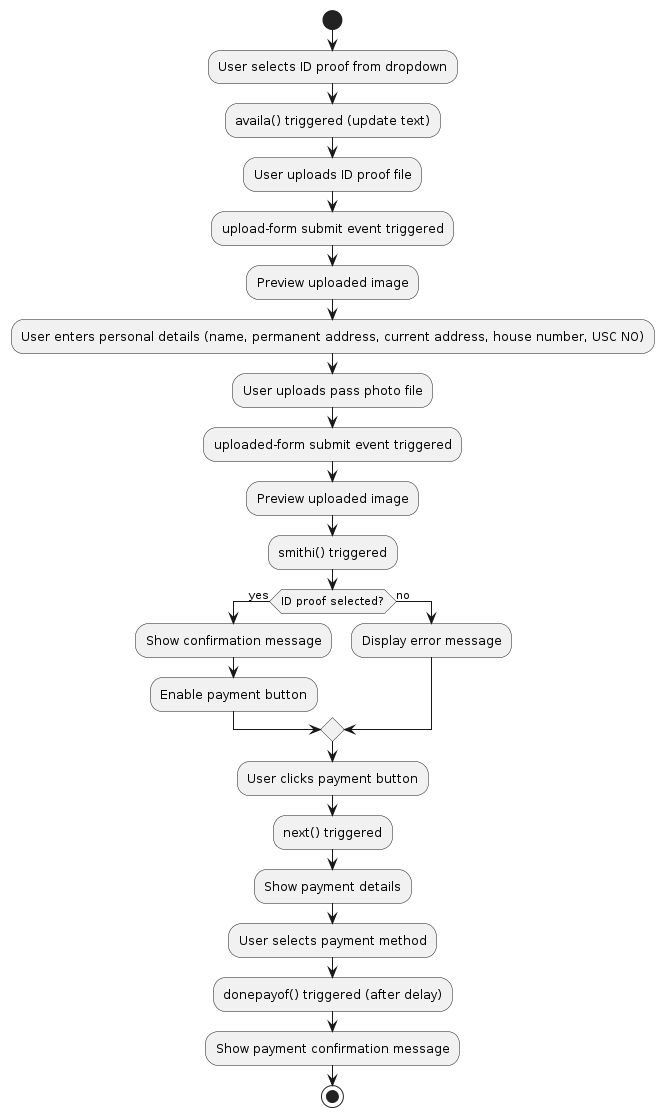 User selects ID proof from dropdown
availa() triggered (update text)
User uploads ID proof file
upload-form submit event triggered
Preview uploaded image
User enters personal details (name, permanent address, current address, house number, USC NO)
User uploads pass photo file
uploaded-form submit event triggered
Preview uploaded image
smithi() triggered
yes
ID proof selected?
no
Show confirmation message
Display error message
Enable payment button
User clicks payment button
next() triggered
Show payment details
User selects payment method
donepayof() triggered (after delay)
Show payment confirmation message